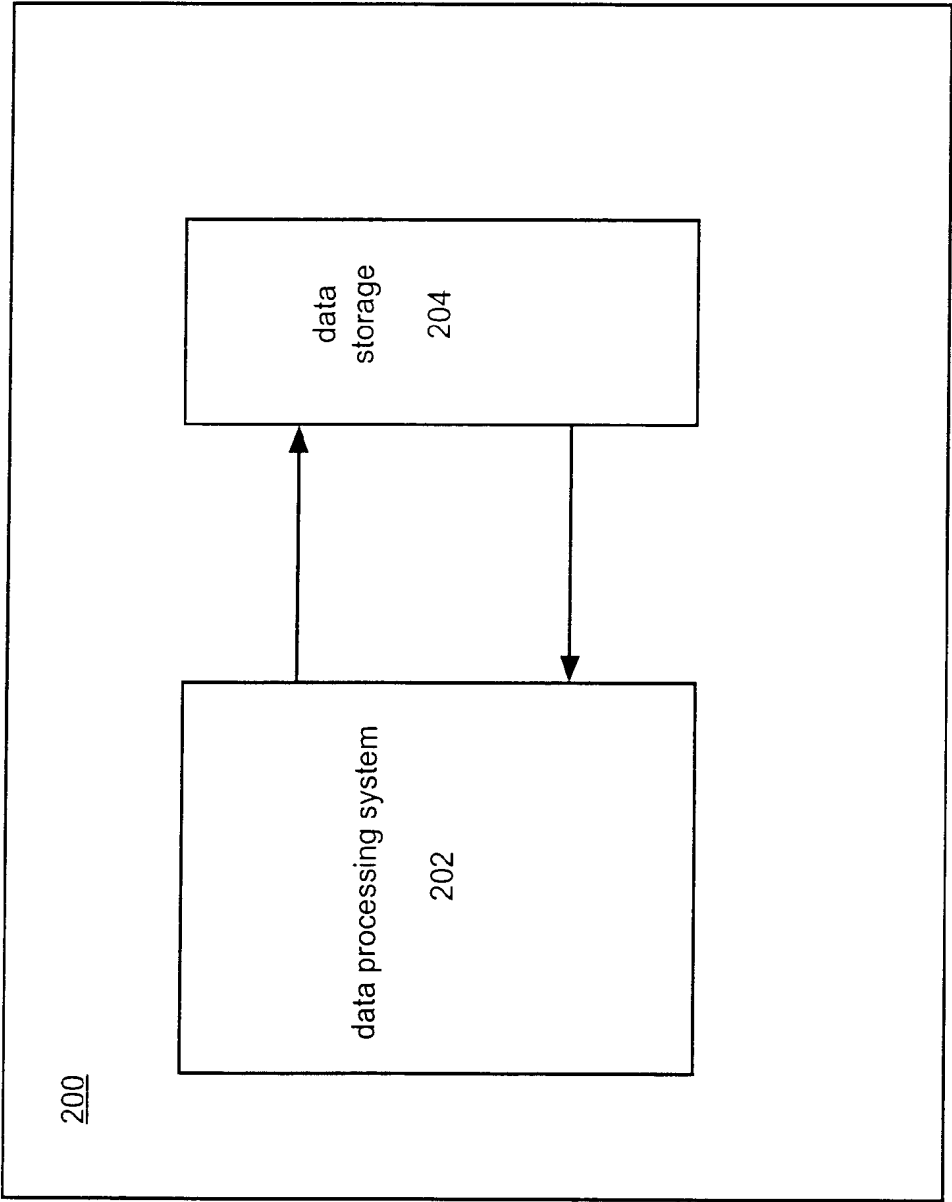 200
data processing system
202
data
storage
204